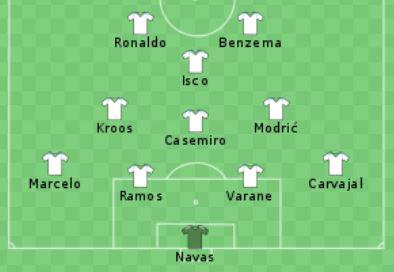 Ronaldo Benzema
Isco
Kroos Modrić
Casemiro
Marcelo Carvajal
Ramos Varane
Navas